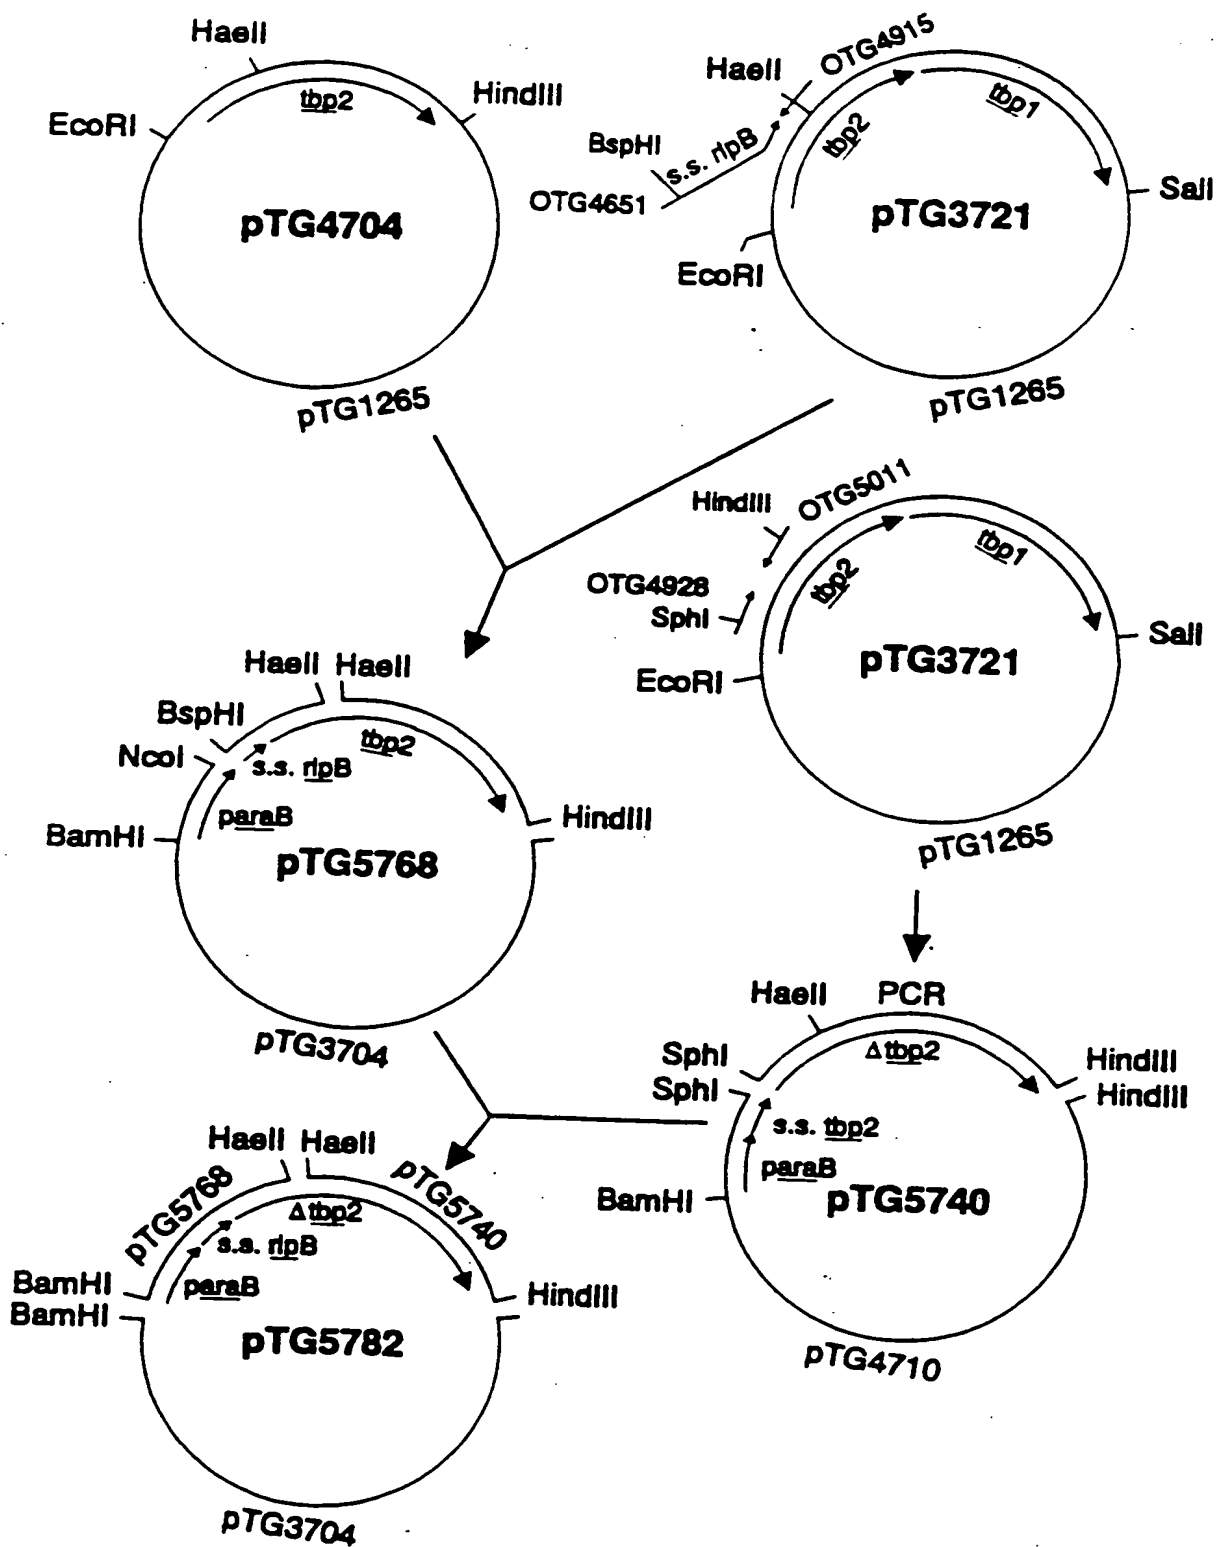 HaeII
tbp2
HindIII
EcoRI
pTG4704
pTG1265
OTG4915
HaeII
tbp1
tbp2
BspHI
s.s. rlpB
OTG4651
SalI
pTG3721
EcoRI
pTG1265
HindIII
OTG5011
tbp1
tbp2
OTG4928
SphI
SalI
pTG3721
EcoRI
pTG1265
HaeII HaeII
BspHI
tbp2
NcoI
s.s. rlpB
paraB
HindIII
BamHI
pTG5768
pTG3704
HaeII
PCR
Δtbp2
SphI
SphI
HindIII
HindIII
s.s. tbp2
paraB
BamHI
pTG5740
pTG4710
HaeII HaeII
pTG5768
pTG5740
Δtbp2
s.s. rlpB
paraB
BamHI
BamHI
HindIII
pTG5782
pTG3704